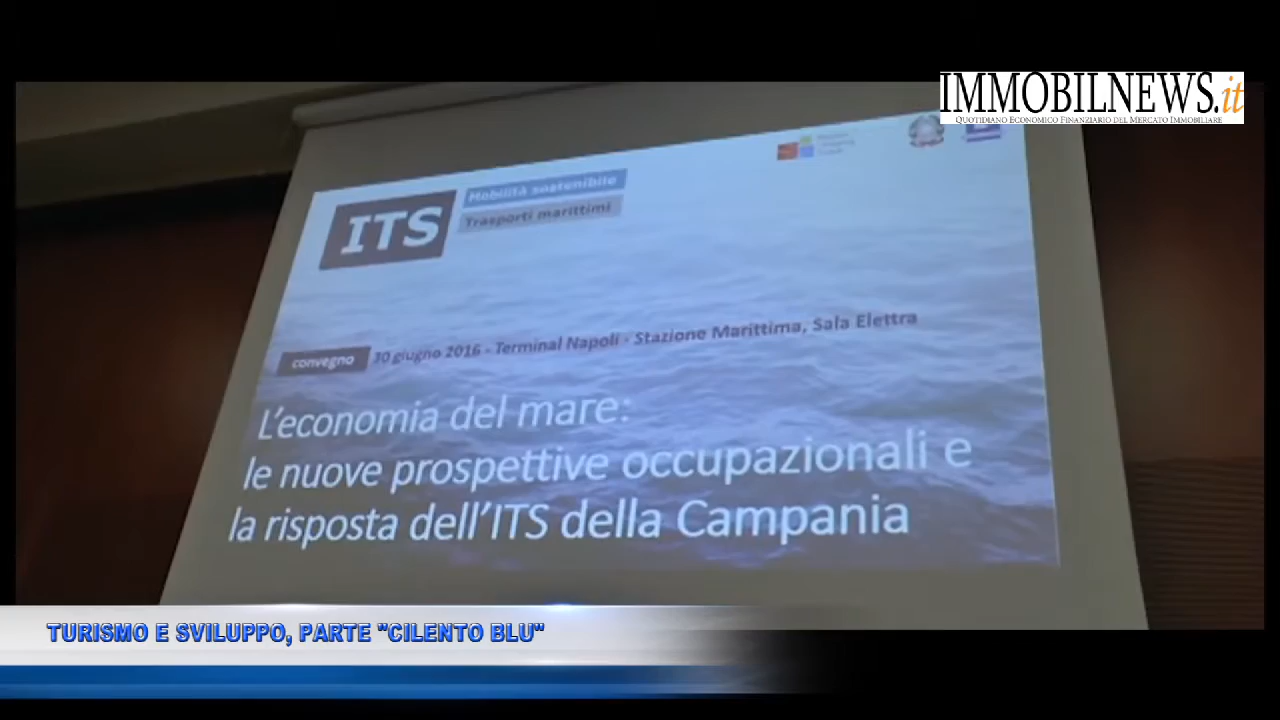 IMMOBILNEWS.it
QUOTIDIANO ECONOMICO FINANZIARIO DEL MERCATO IMMOBILIARE
ITS
Mobilità sostenibile
Trasporti marittimi
convegno 30 giugno 2016 - Terminal Napoli - Stazione Marittima, Sala Elettra
L'economia del mare:
le nuove prospettive occupazionali e
la risposta dell'ITS della Campania
TURISMO E SVILUPPO, PARTE "CILENTO BLU"